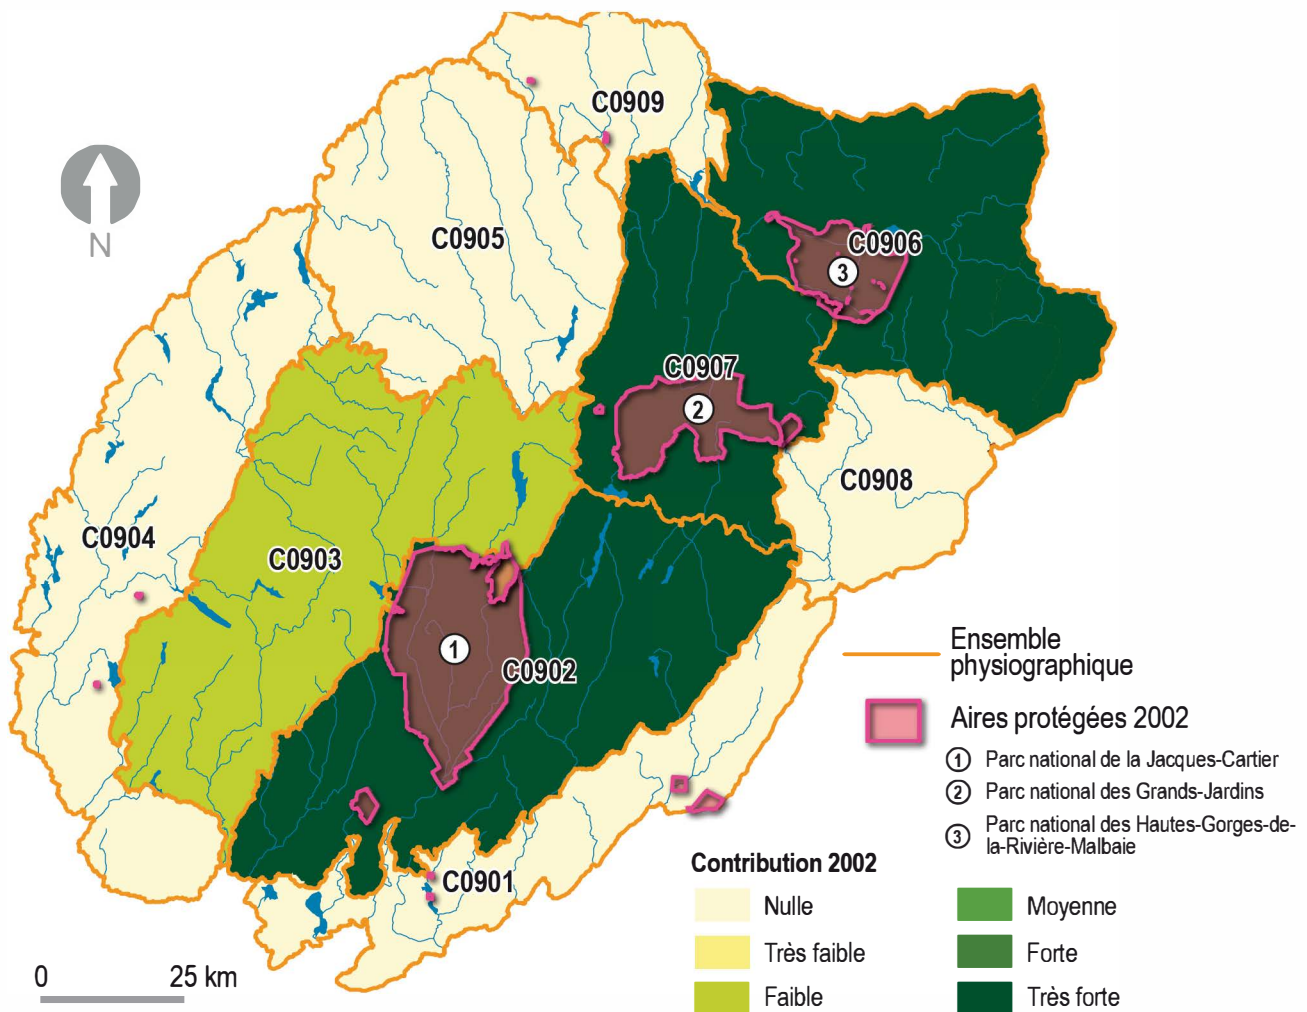 C0909
N
C0905
C0906
3
C0907
2
C0908
C0904
C0903
1
C0902
C0901
Ensemble
physiographique
Aires protégées 2002
1 Parc national de la Jacques-Cartier
2 Parc national des Grands-Jardins
3 Parc national des Hautes-Gorges-de-
la-Rivière-Malbaie
Contribution 2002
Nulle
Très faible
Faible
Moyenne
Forte
Très forte
0 25 km